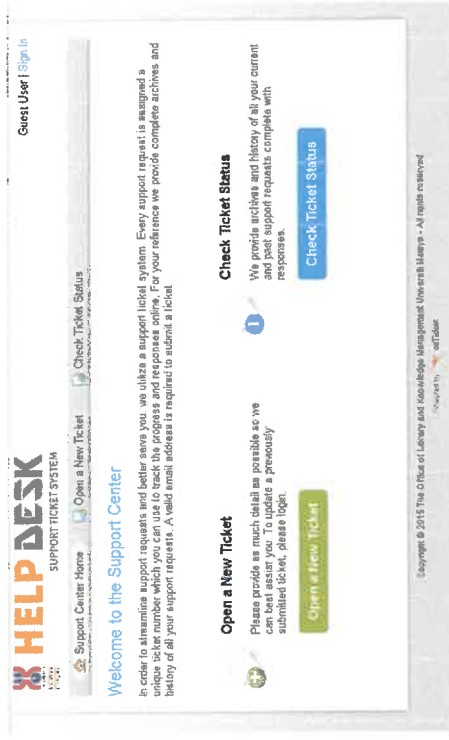 HELP DESK
SUPPORT TICKET SYSTEM
Guest User | Sign In
Support Center Home
Open a New Ticket
Check Ticket Status
Welcome to the Support Center
In order to streamline support requests and better serve you, we utilize a support ticket system. Every support request is assigned a
unique ticket number which you can use to track the progress and responses online. For your reference we provide complete archives and
history of all your support requests. A valid email address is required to submit a ticket.
Open a New Ticket
Please provide as much detail as possible so we
can best assist you. To update a previously
submitted ticket, please login.
Open a New Ticket
Check Ticket Status
We provide archives and history of all your current
and past support requests complete with
responses.
Check Ticket Status
Copyright © 2015 The Office of Library and Knowledge Management Universiti Malaya - All rights reserved